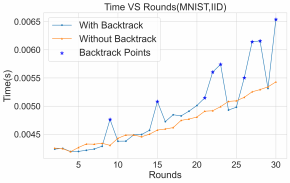 Time VS Rounds(MNIST,IID)
With Backtrack
Without Backtrack
Backtrack Points
Time(s)
0.0065
0.0060
0.0055
0.0050
0.0045
5 10 15 20 25 30
Rounds